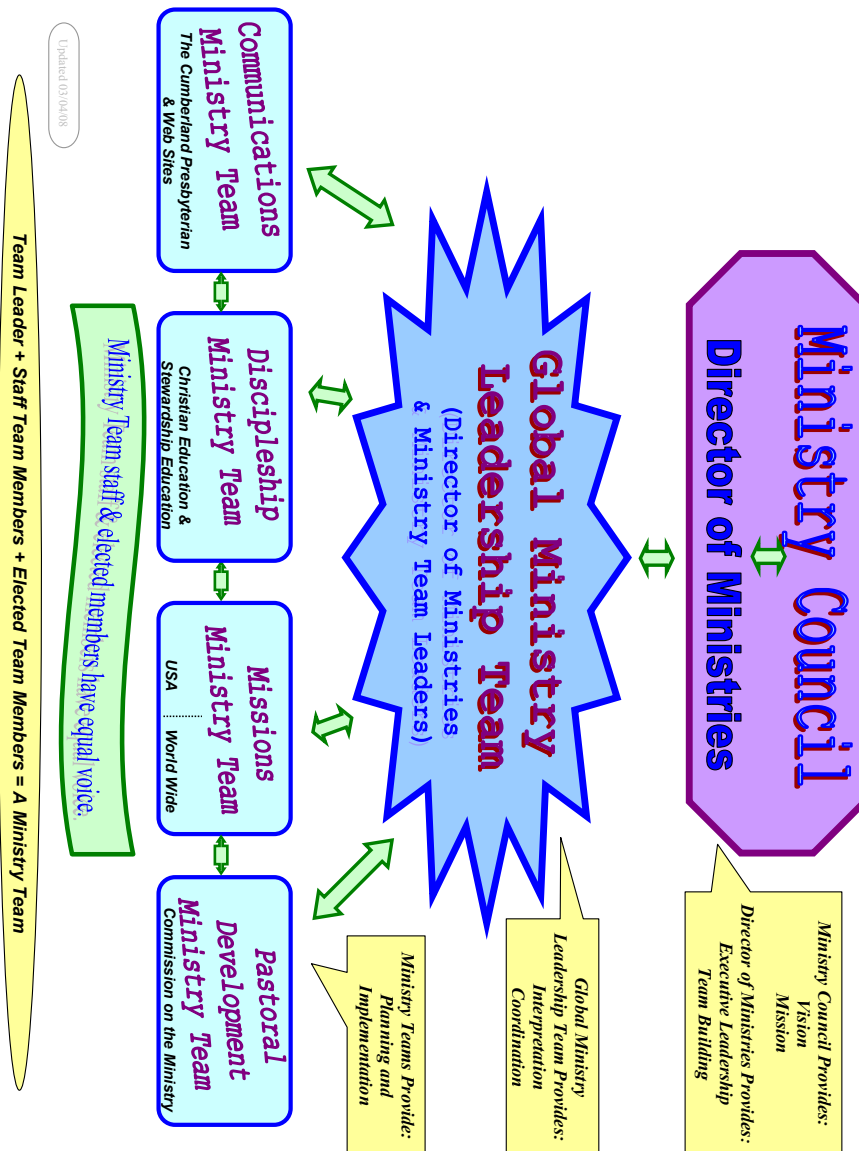 Ministry Council
Director of Ministries
Ministry Council Provides:
Vision
Mission
Director of Ministries Provides:
Executive Leadership
Team Building
Global Ministry
Leadership Team
(Director of Ministries
& Ministry Team Leaders)
Global Ministry
Leadership Team Provides:
Interpretation
Coordination
Ministry Teams Provide:
Planning and
Implementation
Communications
Ministry Team
The Cumberland Presbyterian
& Web Sites
Discipleship
Ministry Team
Christian Education &
Stewardship Education
Missions
Ministry Team
USA World Wide
Pastoral
Development
Ministry Team
Commission on the Ministry
Ministry Team staff & elected members have equal voice.
Updated 03/04/08
Team Leader + Staff Team Members + Elected Team Members = A Ministry Team